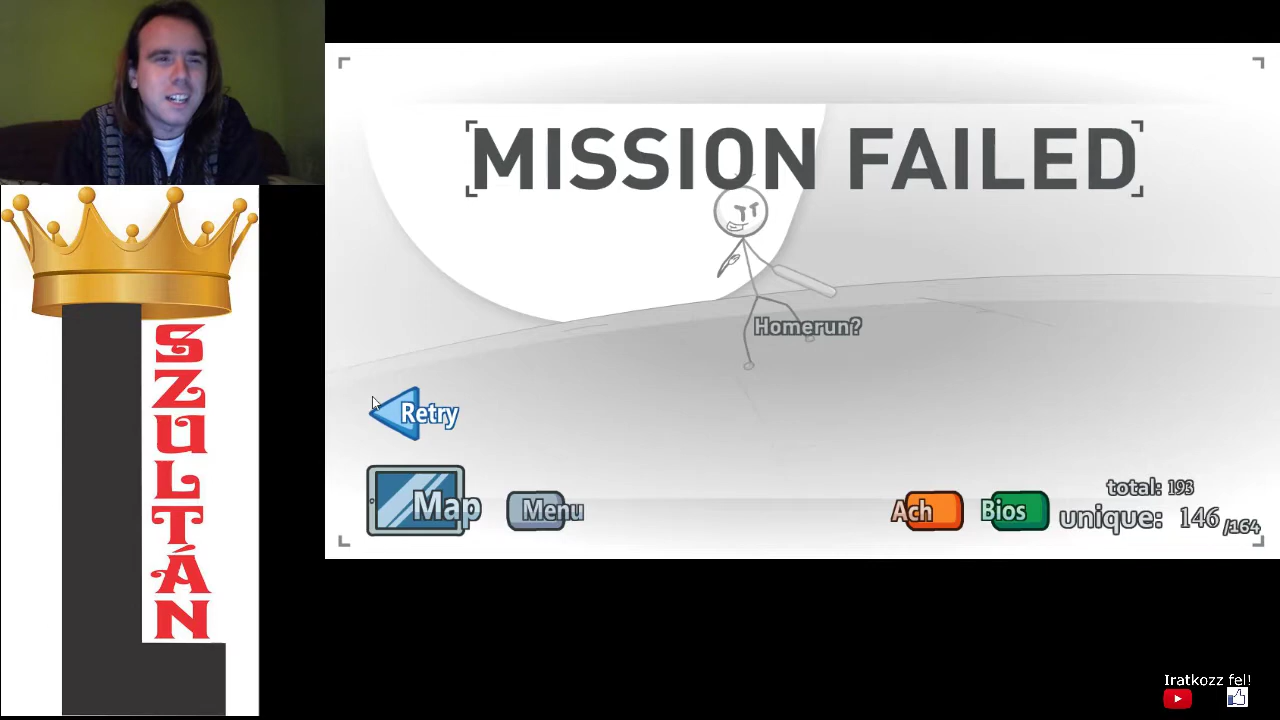 MISSION FAILED
Homerun?
Retry
Map
Menu
Ach
Bios
total: 193
unique: 146/164
L
SZULTÁN
Iratkozz fel!